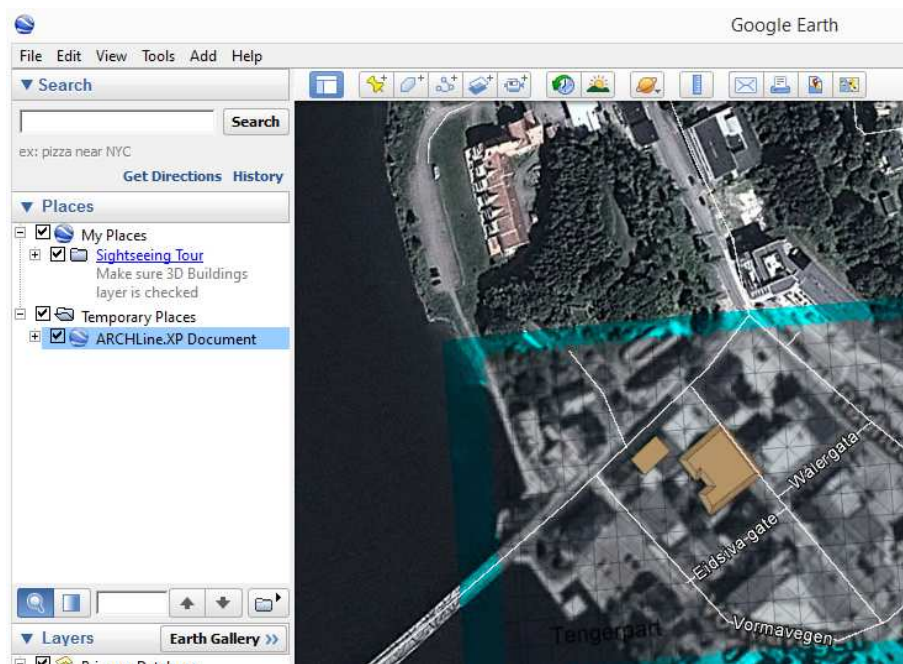 Google Earth
File Edit View Tools Add Help
Search
Search
ex: pizza near NYC
Get Directions History
Places
My Places
Sightseeing Tour
Make sure 3D Buildings
layer is checked
Temporary Places
ARCHLine.XP Document
Wålergata
Eidsiva-gate
Tengerpart
Vormavegen
Layers
Earth Gallery >>